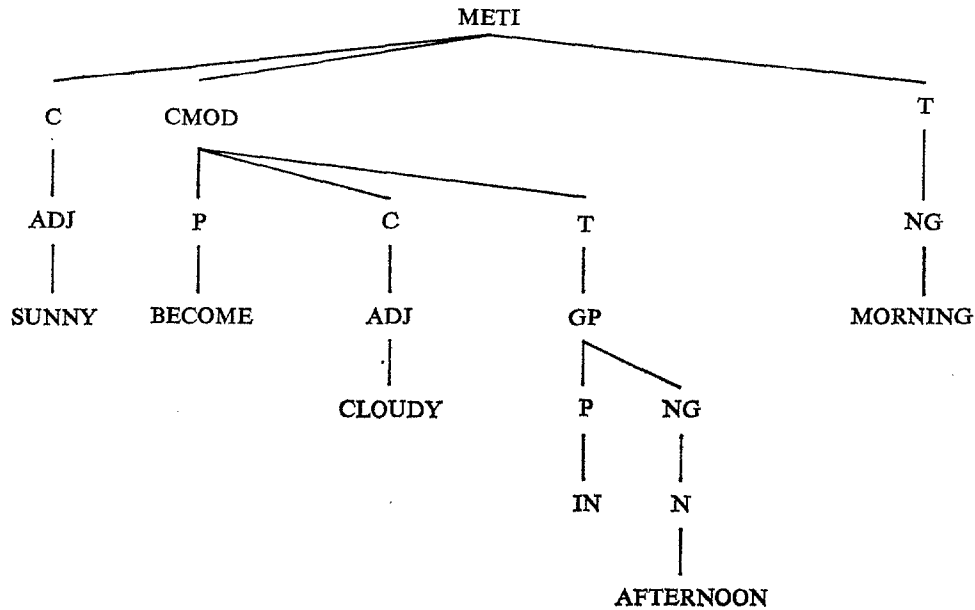 METI
C CMOD T
ADJ P C T NG
SUNNY BECOME ADJ GP MORNING
CLOUDY P NG
IN N
AFTERNOON